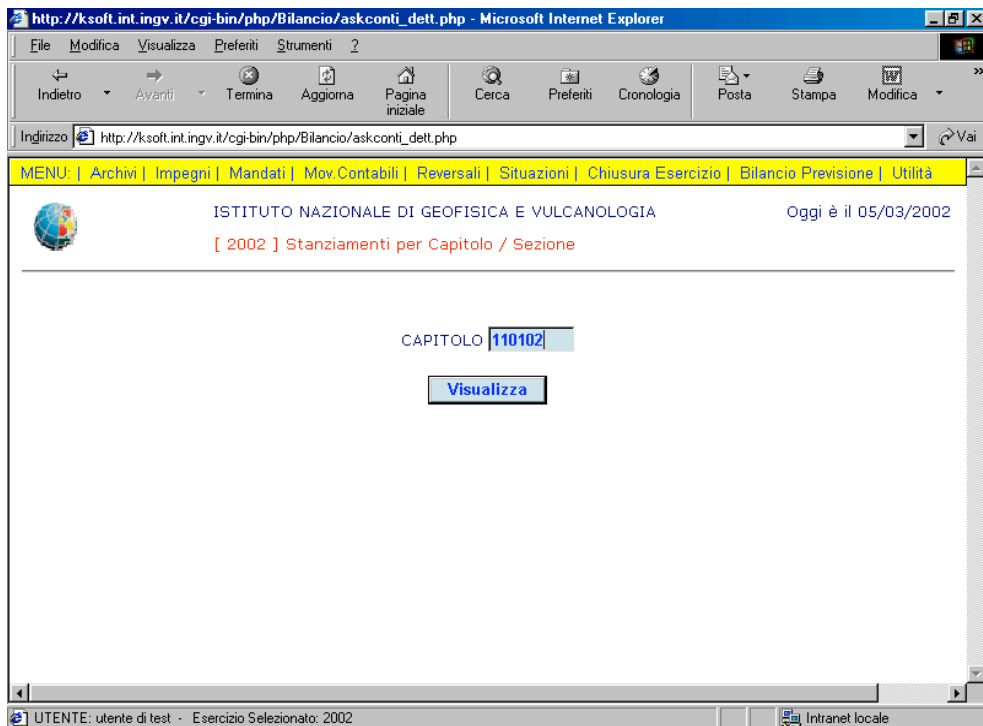 http://ksoft.int.ingv.it/cgi-bin/php/Bilancio/askconti_dett.php - Microsoft Internet Explorer
File Modifica Visualizza Preferiti Strumenti ?
Indietro Avanti Termina Aggiorna Pagina iniziale Cerca Preferiti Cronologia Posta Stampa Modifica »
Indirizzo http://ksoft.int.ingv.it/cgi-bin/php/Bilancio/askconti_dett.php Vai
MENU: | Archivi | Impegni | Mandati | Mov.Contabili | Reversali | Situazioni | Chiusura Esercizio | Bilancio Previsione | Utilità
ISTITUTO NAZIONALE DI GEOFISICA E VULCANOLOGIA Oggi è il 05/03/2002
[ 2002 ] Stanziamenti per Capitolo / Sezione
CAPITOLO 110102
Visualizza
UTENTE: utente di test - Esercizio Selezionato: 2002 Intranet locale